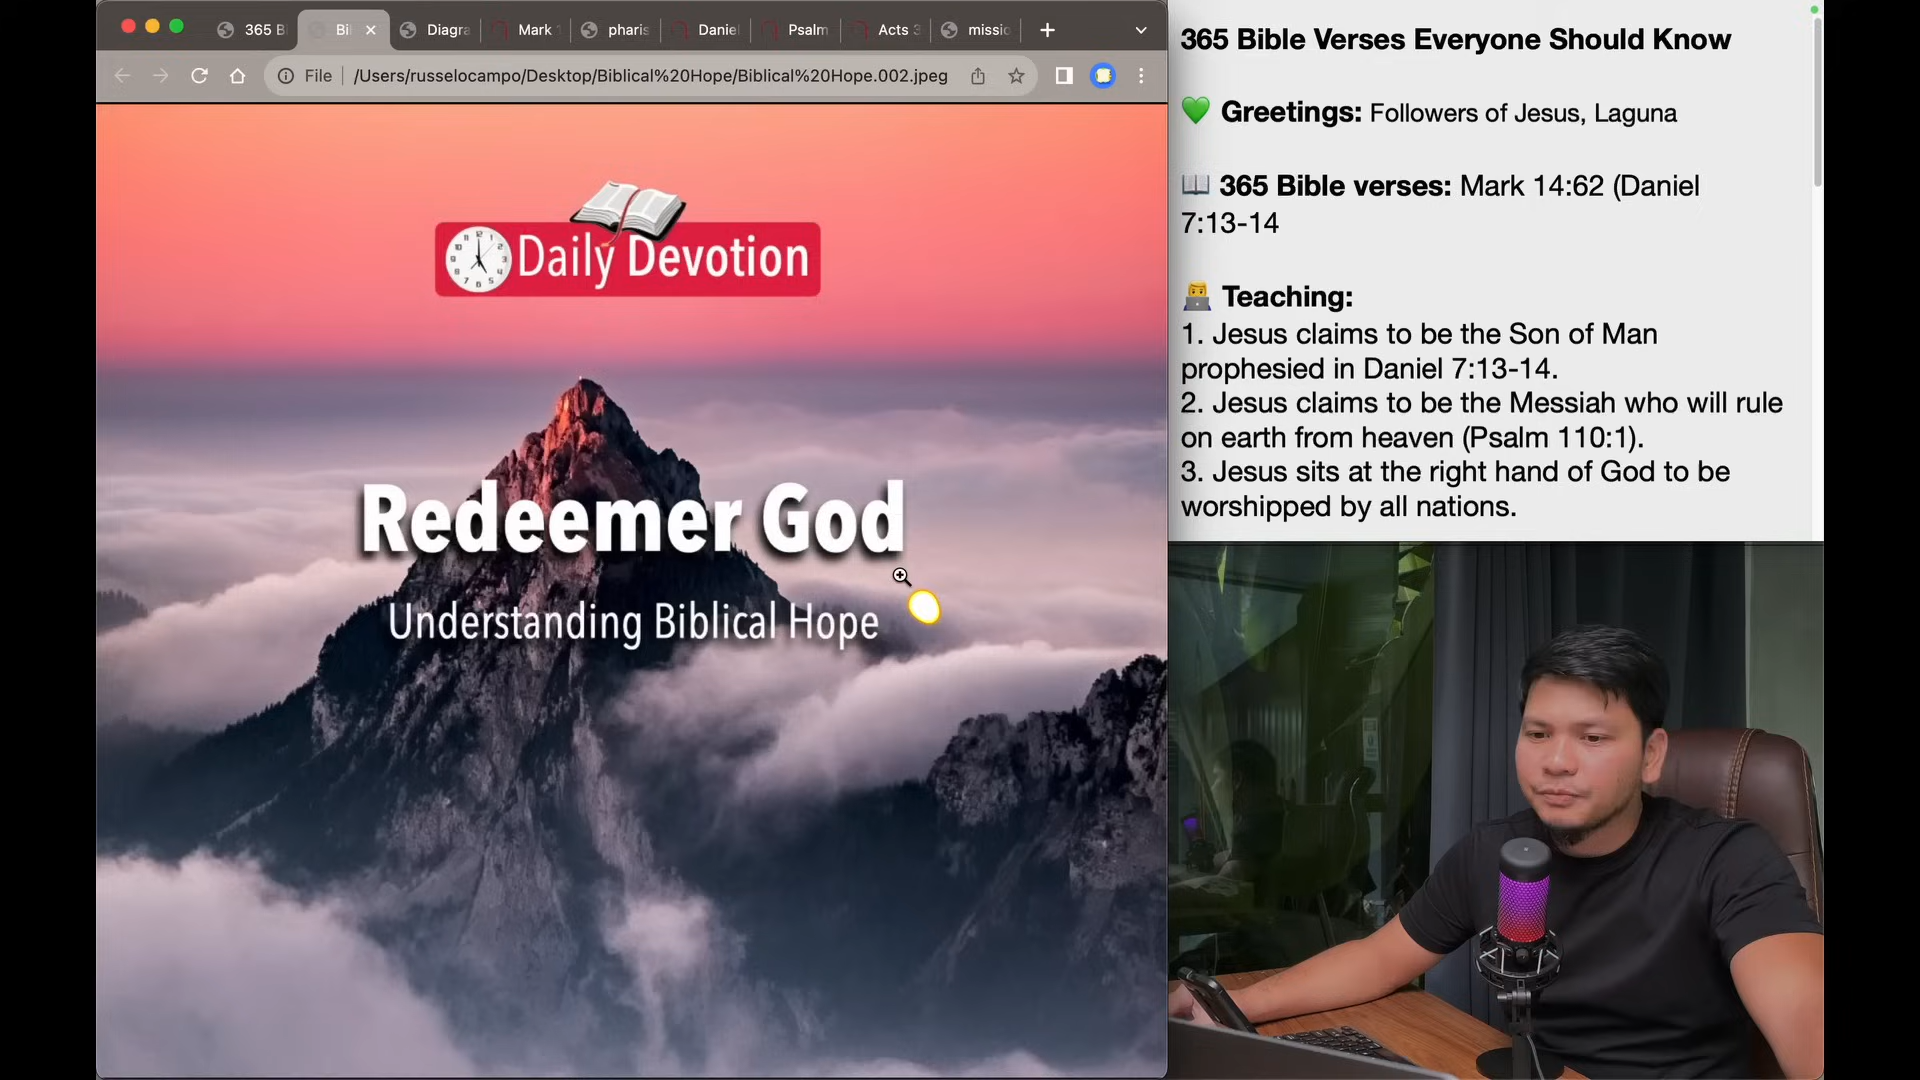 365 B
Bi
Diagra
Mark
pharis
Daniel
Psalm
Acts 3
missio
File
/Users/russelocampo/Desktop/Biblical%20Hope/Biblical%20Hope.002.jpeg
Daily Devotion
Redeemer God
Understanding Biblical Hope
365 Bible Verses Everyone Should Know
💚 Greetings: Followers of Jesus, Laguna
📖 365 Bible verses: Mark 14:62 (Daniel
7:13-14
👨‍💻 Teaching:
1. Jesus claims to be the Son of Man
prophesied in Daniel 7:13-14.
2. Jesus claims to be the Messiah who will rule
on earth from heaven (Psalm 110:1).
3. Jesus sits at the right hand of God to be
worshipped by all nations.